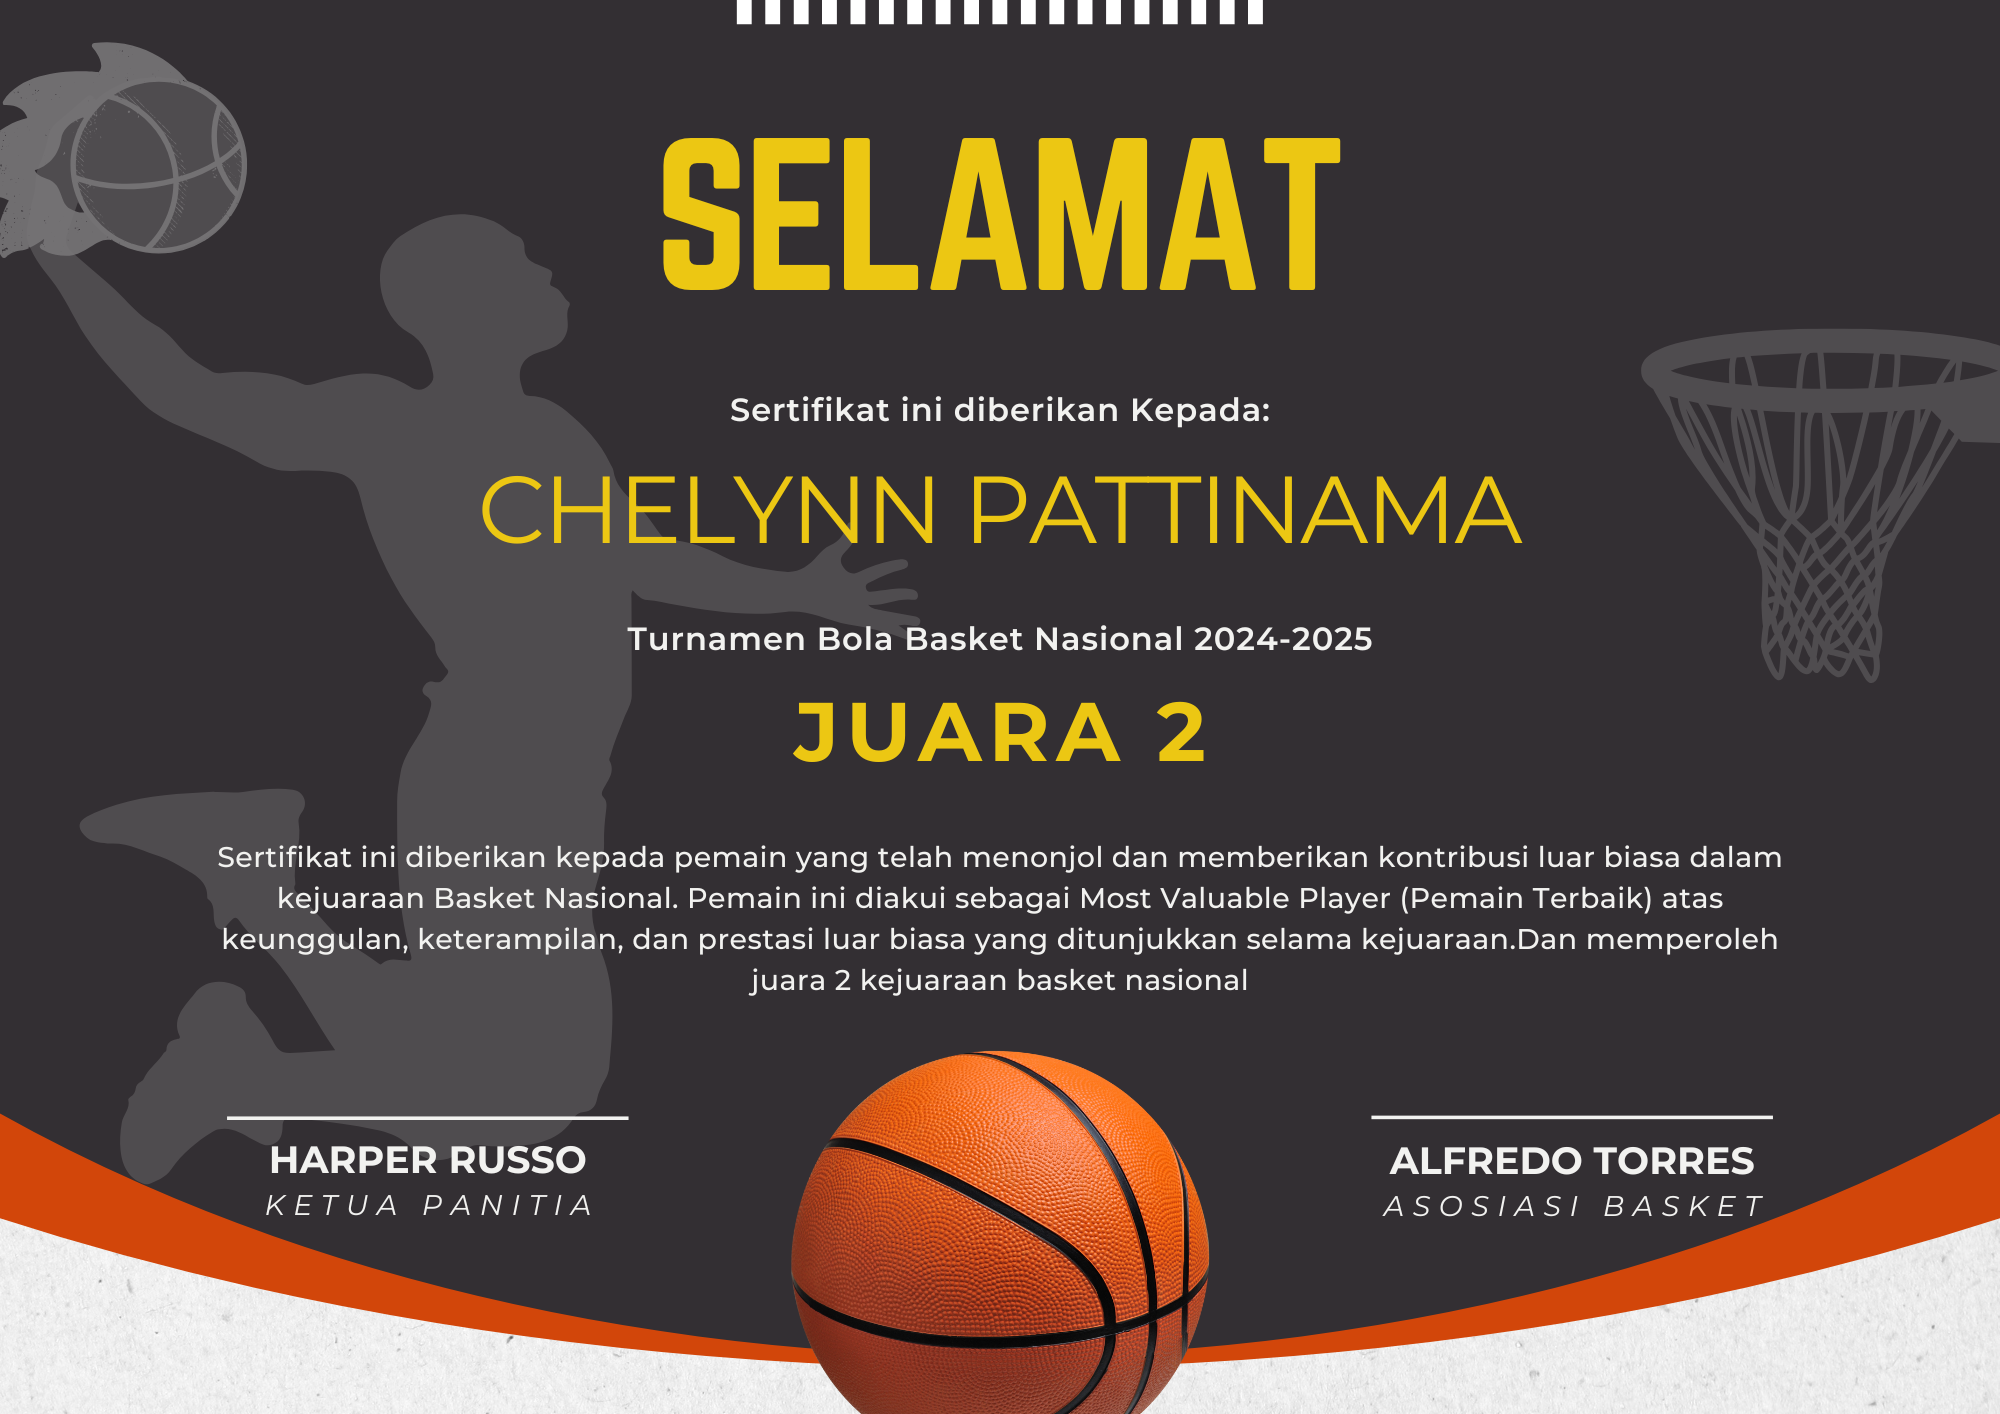 SELAMAT
Sertifikat ini diberikan Kepada:
CHELYNN PATTINAMA
Turnamen Bola Basket Nasional 2024-2025
JUARA 2
Sertifikat ini diberikan kepada pemain yang telah menonjol dan memberikan kontribusi luar biasa dalam
kejuaraan Basket Nasional. Pemain ini diakui sebagai Most Valuable Player (Pemain Terbaik) atas
keunggulan, keterampilan, dan prestasi luar biasa yang ditunjukkan selama kejuaraan.Dan memperoleh
juara 2 kejuaraan basket nasional
HARPER RUSSO
KETUA PANITIA
ALFREDO TORRES
ASOSIASI BASKET